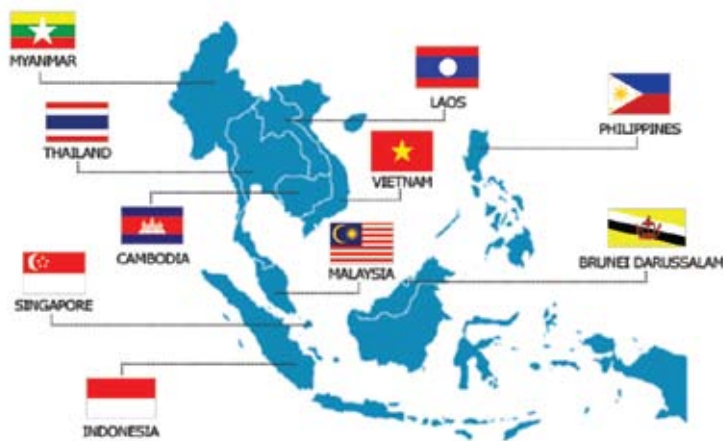 MYANMAR
LAOS
PHILIPPINES
THAILAND
VIETNAM
CAMBODIA
MALAYSIA
BRUNEI DARUSSALAM
SINGAPORE
INDONESIA